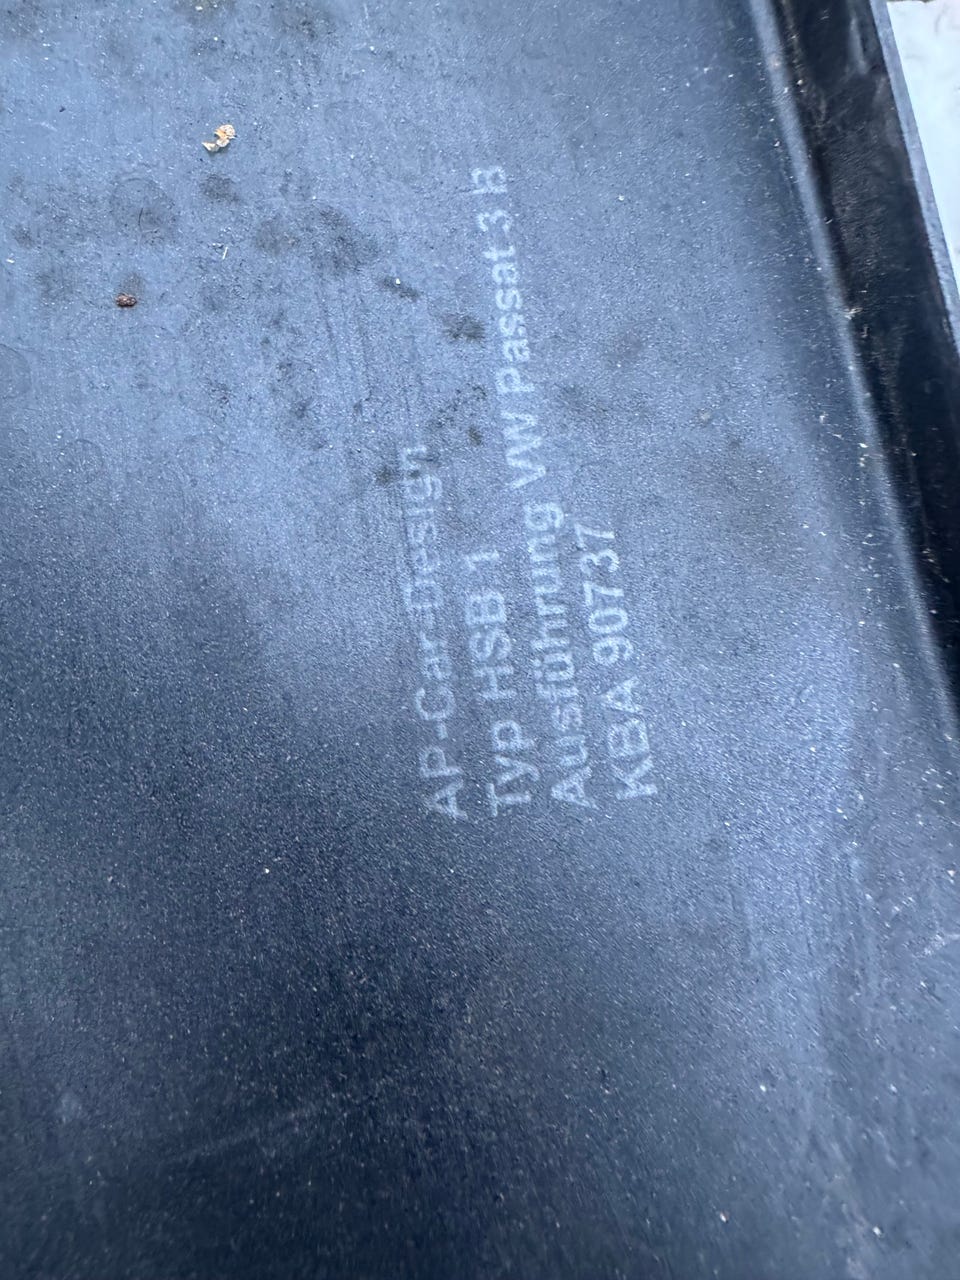 AP-Car-Design
Typ HSB 1
Ausführung VW Passat 3 B
KBA 90737